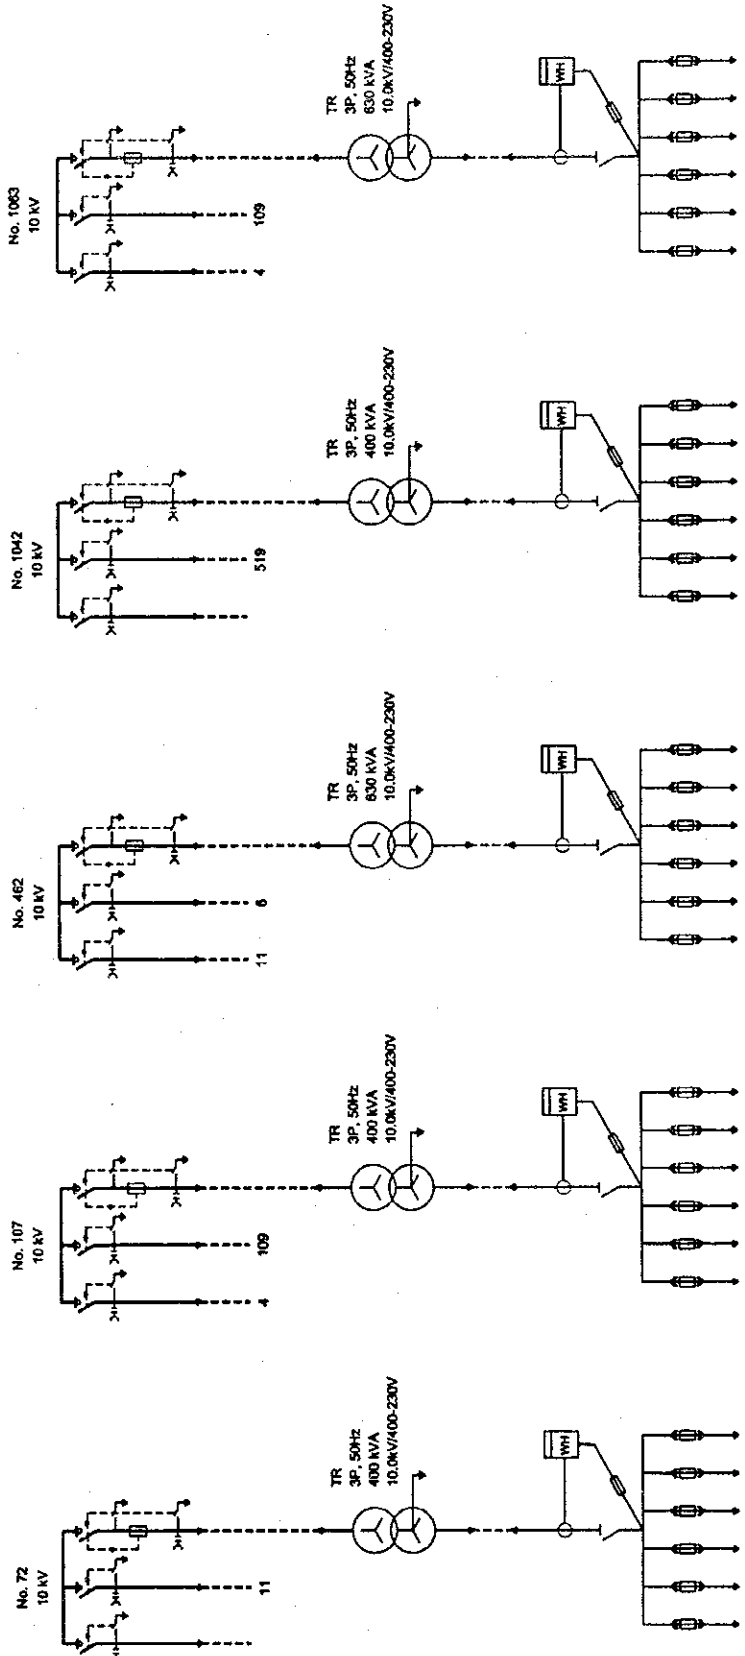 No. 1063
10 kV
TR
3P, 50Hz
630 kVA
10.0kV/400-230V
WH
109
4
No. 1042
10 kV
TR
3P, 50Hz
400 kVA
10.0kV/400-230V
WH
519
No. 462
10 kV
TR
3P, 50Hz
630 kVA
10.0kV/400-230V
WH
6
11
No. 107
10 kV
TR
3P, 50Hz
400 kVA
10.0kV/400-230V
WH
109
4
No. 72
10 kV
TR
3P, 50Hz
400 kVA
10.0kV/400-230V
WH
11